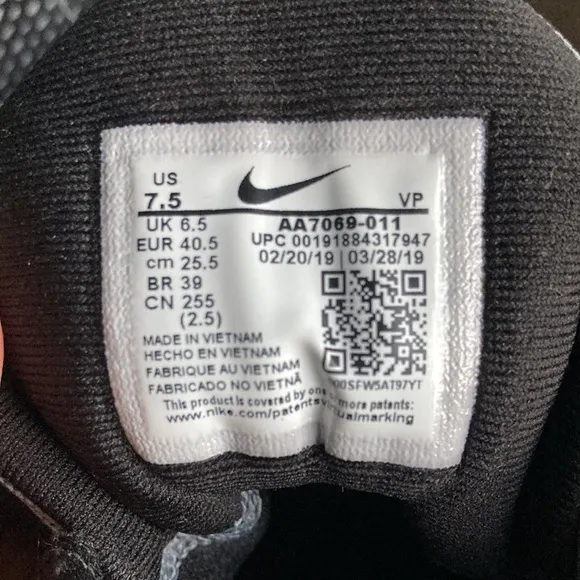 US
7.5
VP
UK 6.5
AA7069-011
EUR 40.5
UPC 00191884317947
cm 25.5
02/20/19 | 03/28/19
BR 39
CN 255
(2.5)
MADE IN VIETNAM
HECHO EN VIETNAM
FABRIQUE AU VIETNAM
FABRICADO NO VIETNÃ
00SFW5AT97YT
This product is covered by one more patents:
www.nike.com/patentsvirtualmarking